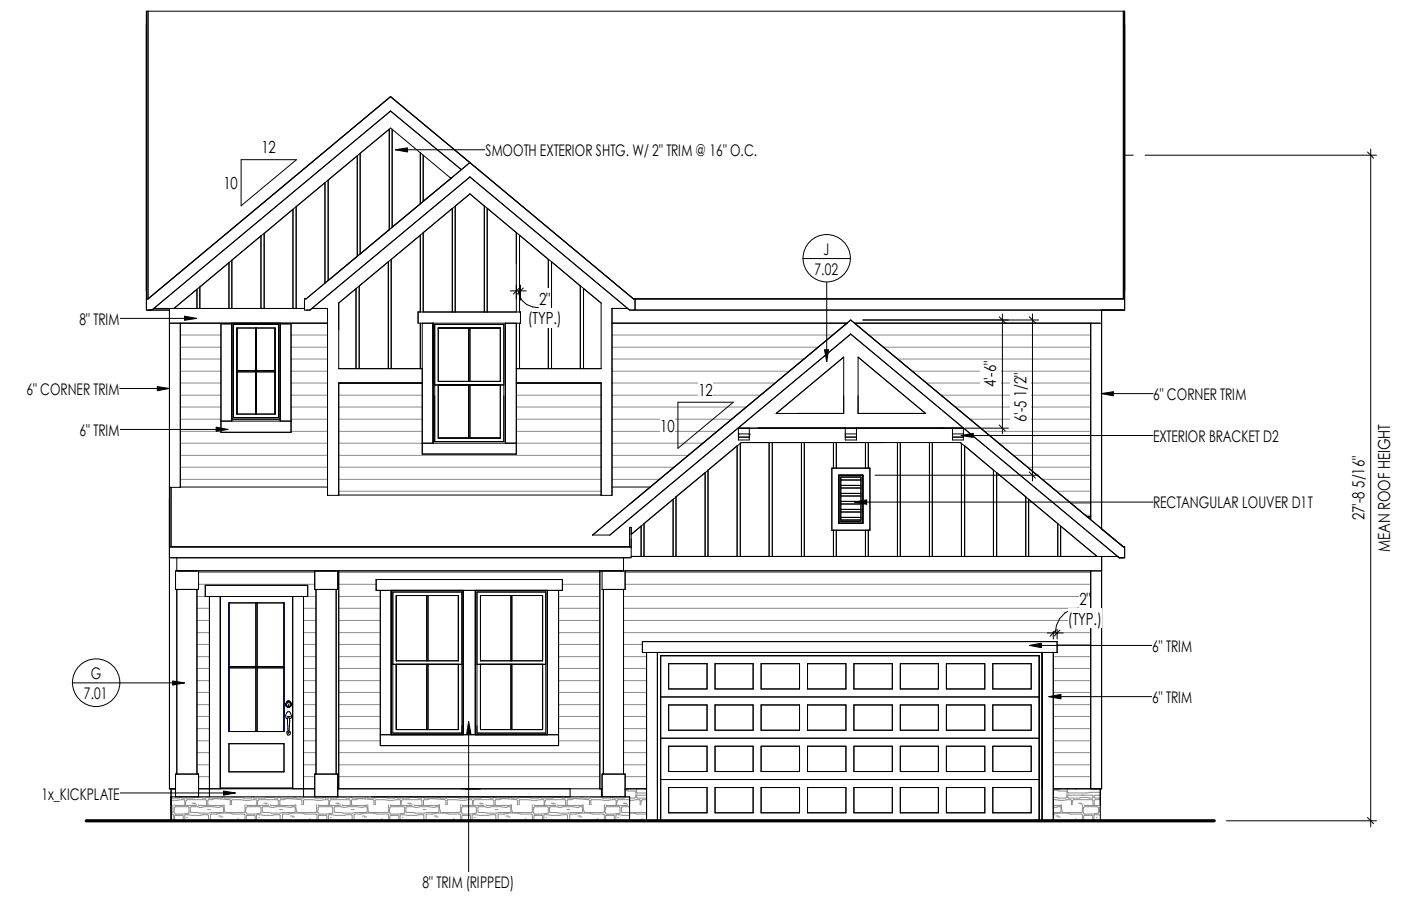 12
10
SMOOTH EXTERIOR SHTG. W/ 2" TRIM @ 16" O.C.
J
7.02
2"
(TYP.)
8" TRIM
6" CORNER TRIM
6" TRIM
12
10
4'-6"
6'-5 1/2"
6" CORNER TRIM
EXTERIOR BRACKET D2
RECTANGULAR LOUVER D1T
27'-8 5/16"
MEAN ROOF HEIGHT
2"
(TYP.)
6" TRIM
6" TRIM
G
7.01
1x_KICKPLATE
8" TRIM (RIPPED)